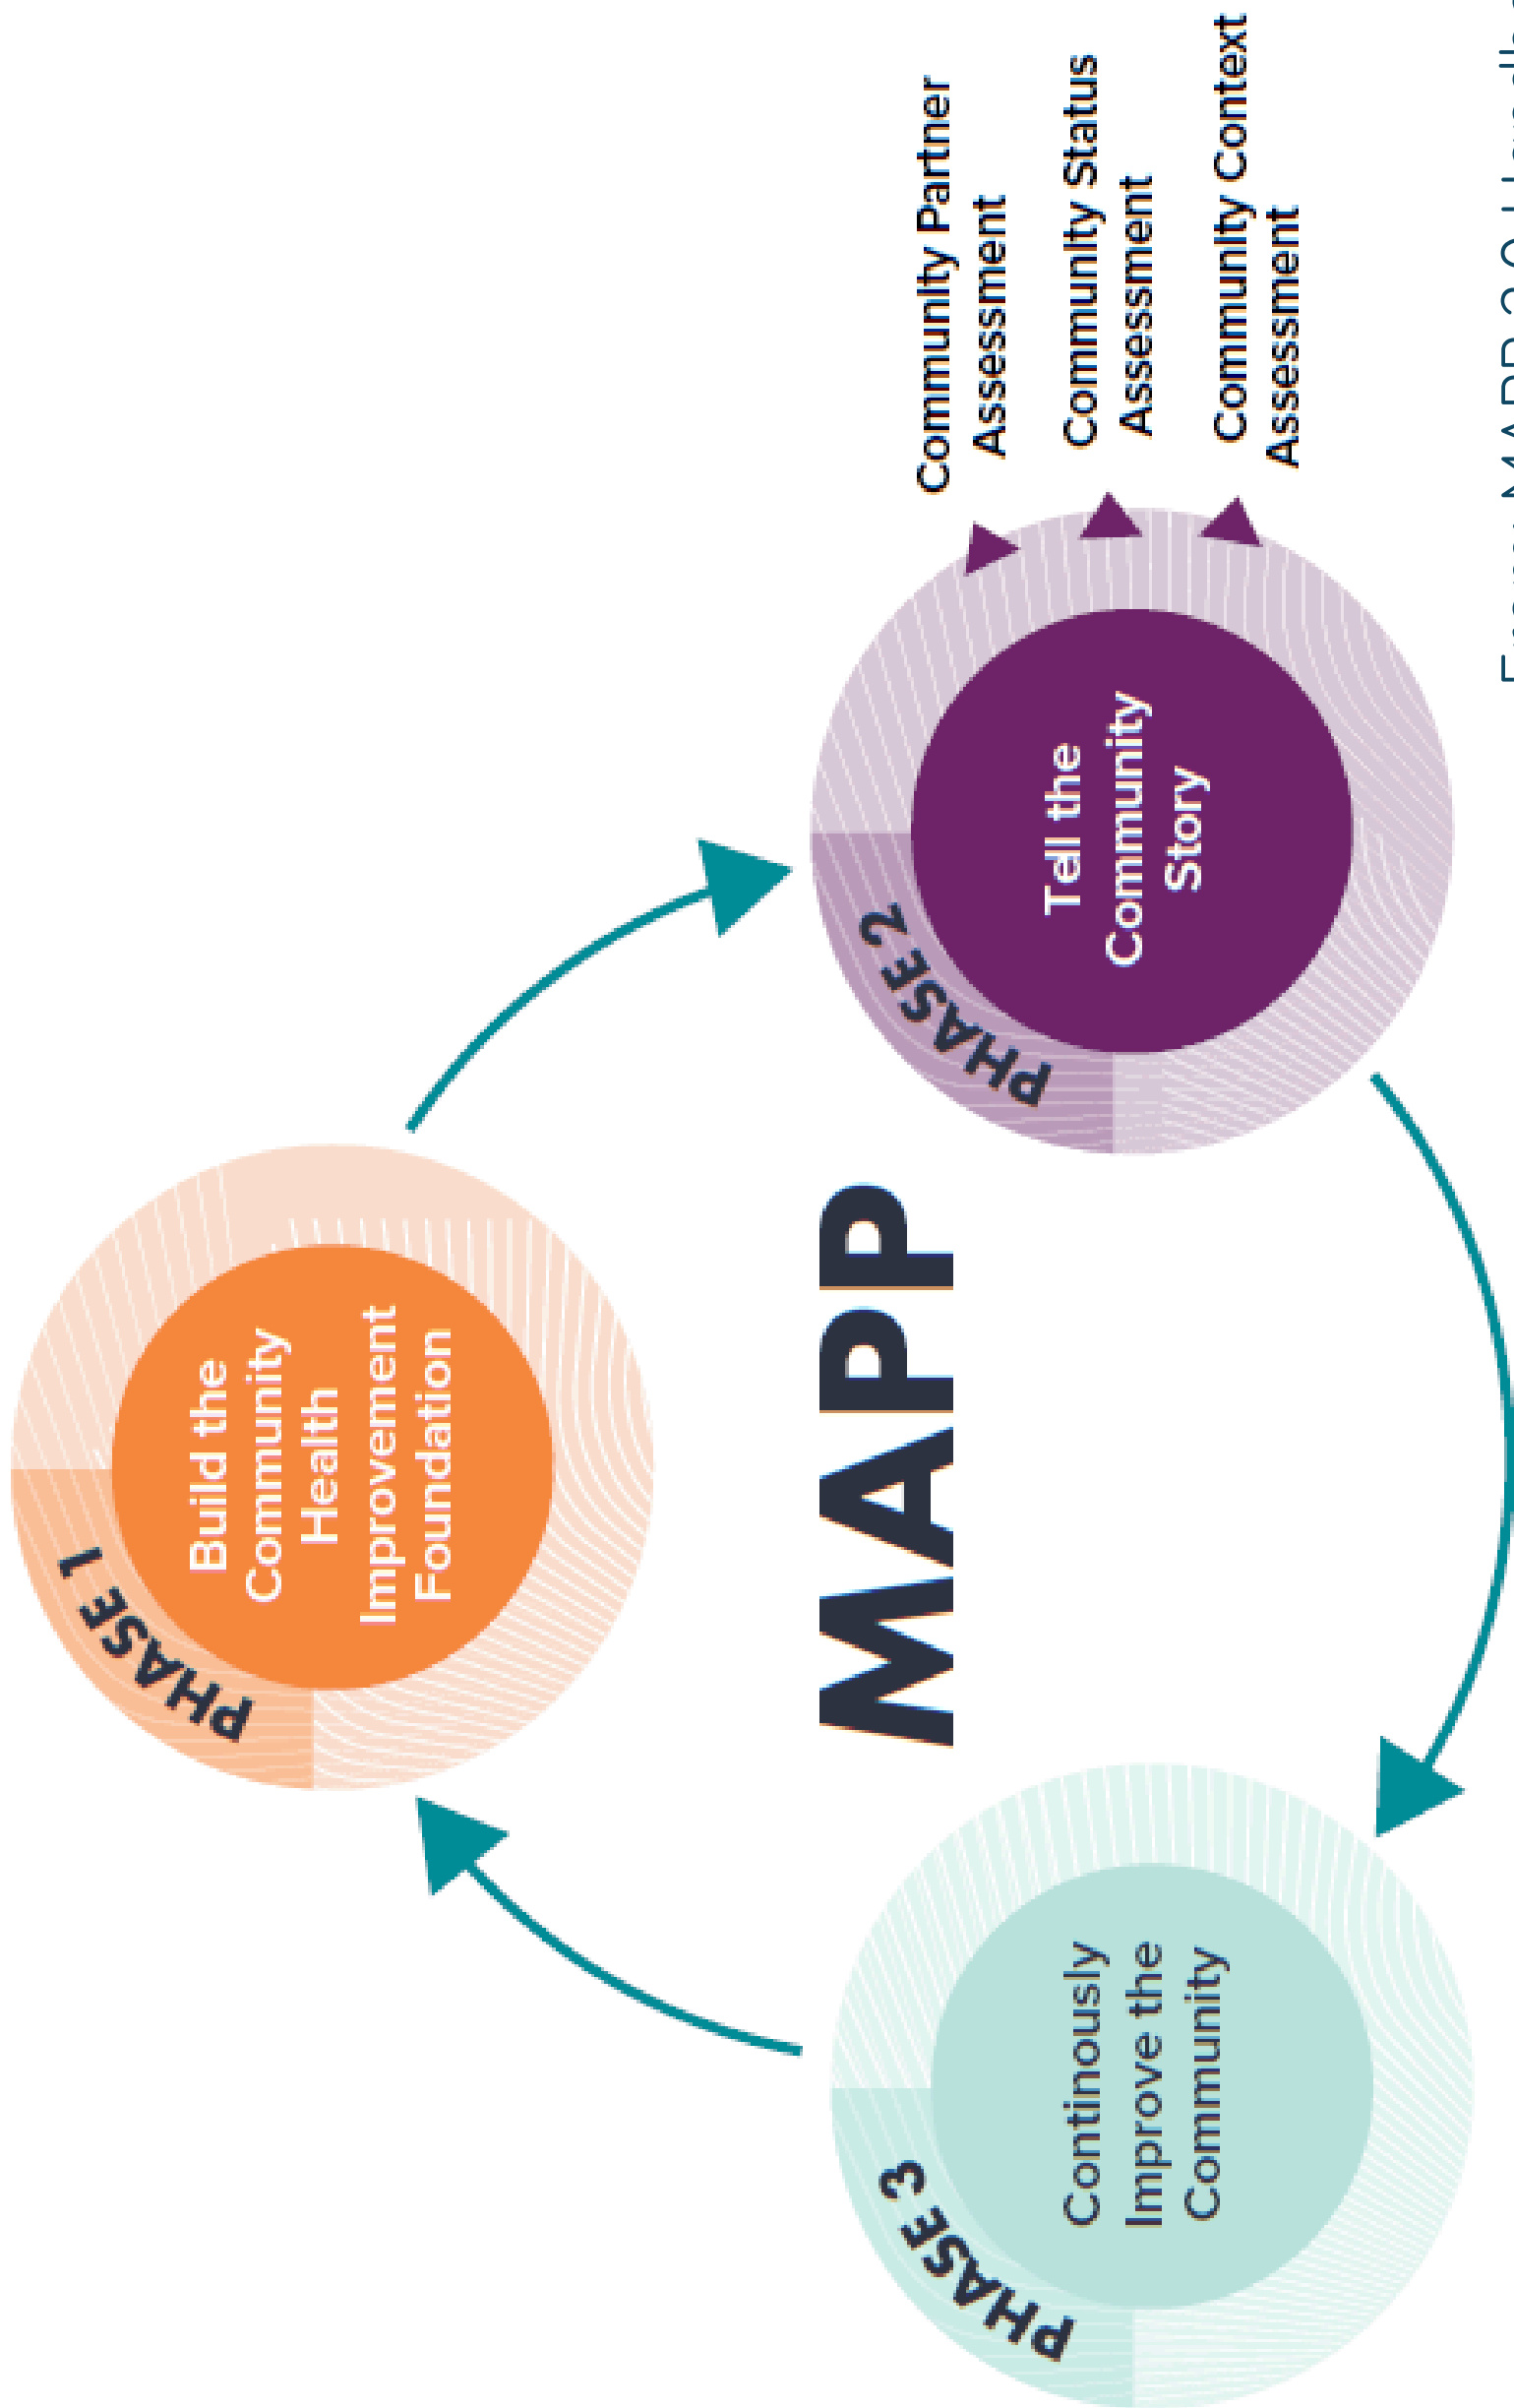 PHASE 1
Build the
Community
Health
Improvement
Foundation
MAPP
PHASE 2
Tell the
Community
Story
Community Partner
Assessment
Community Status
Assessment
Community Context
Assessment
PHASE 3
Continously
Improve the
Community